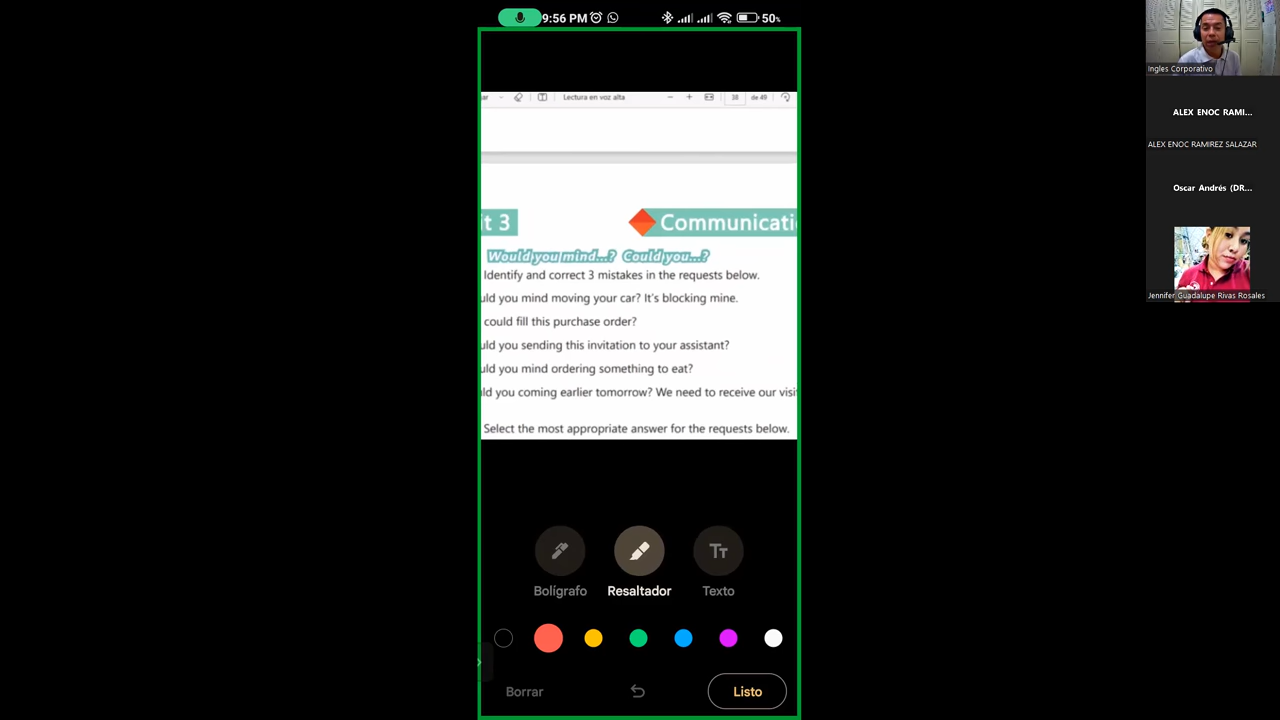 9:56 PM
50%
Ingles Corporativo
ALEX ENOC RAMI...
ALEX ENOC RAMIREZ SALAZAR
Oscar Andrés (DR...
Jennifer Guadalupe Rivas Rosales
ar
Lectura en voz alta
38
de 49
it 3
Communicati
Would you mind...? Could you...?
Identify and correct 3 mistakes in the requests below.
uld you mind moving your car? It's blocking mine.
could fill this purchase order?
uld you sending this invitation to your assistant?
uld you mind ordering something to eat?
ld you coming earlier tomorrow? We need to receive our visi
Select the most appropriate answer for the requests below.
Tт
Bolígrafo
Resaltador
Texto
Borrar
Listo